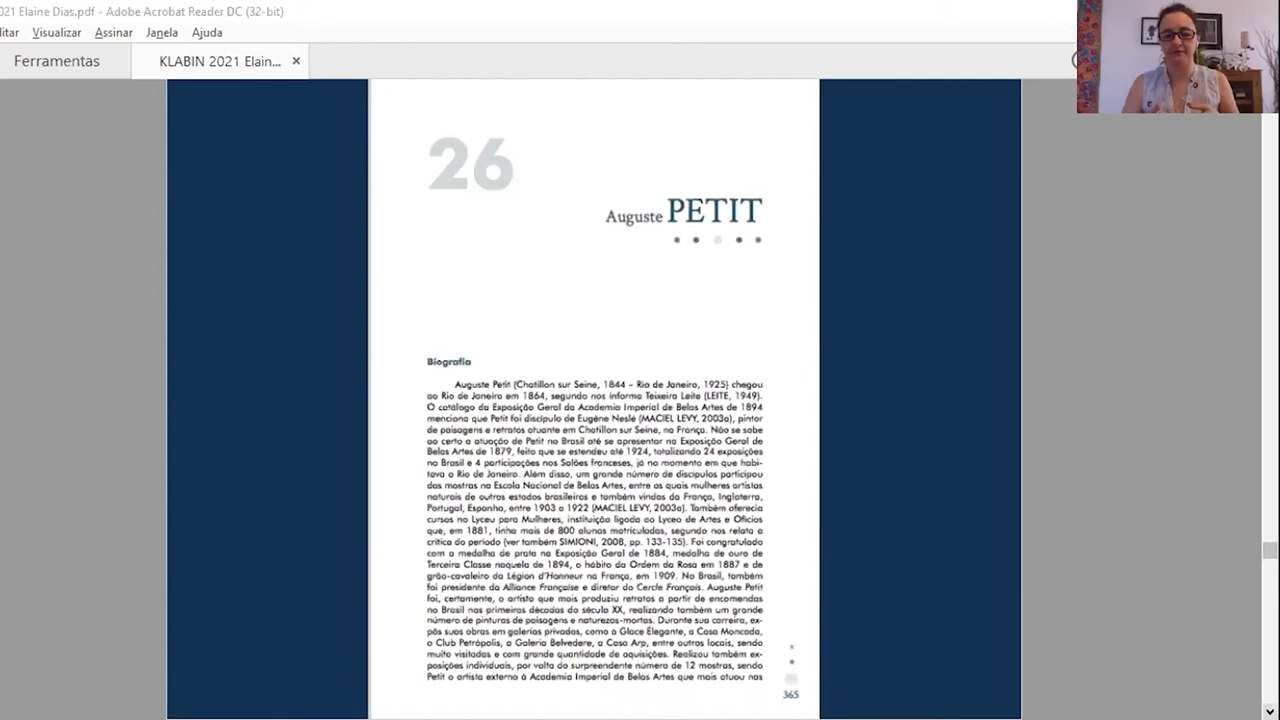 021 Elaine Dias.pdf - Adobe Acrobat Reader DC (32-bit)
itar Visualizar Assinar Janela Ajuda
Ferramentas KLABIN 2021 Elain... ×
26
Auguste PETIT
Biografia
Auguste Petit (Chatillon sur Seine, 1844 – Rio de Janeiro, 1925) chegou
ao Rio de Janeiro em 1864, segundo nos informa Teixeira Leite (LEITE, 1949).
O catálogo da Exposição Geral da Academia Imperial de Belas Artes de 1894
menciona que Petit foi discípulo de Eugène Neslé (MACIEL LEVY, 2003a), pintor
de paisagens e retratos atuante em Chatillon sur Seine, na França. Não se sabe
ao certo a atuação de Petit no Brasil até se apresentar na Exposição Geral de
Belas Artes de 1879, feito que se estendeu até 1924, totalizando 24 exposições
no Brasil e 4 participações nos Salões franceses, já no momento em que habi-
tava o Rio de Janeiro. Além disso, um grande número de discípulos participou
das mostras na Escola Nacional de Belas Artes, entre os quais mulheres artistas
naturais de outros estados brasileiros e também vindas da França, Inglaterra,
Portugal, Espanha, entre 1903 a 1922 (MACIEL LEVY, 2003a). Também oferecia
cursos no Lyceu para Mulheres, instituição ligada ao Lyceo de Artes e Ofícios
que, em 1881, tinha mais de 800 alunas matriculadas, segundo nos relata a
crítica do período (ver também SIMIONI, 2008, pp. 133-135). Foi congratulado
com a medalha de prata na Exposição Geral de 1884, medalha de ouro de
Terceira Classe naquela de 1894, o hábito da Ordem da Rosa em 1887 e de
grão-cavaleiro da Légion d'Honneur na França, em 1909. No Brasil, também
foi presidente da Alliance Française e diretor do Cercle Français. Auguste Petit
foi, certamente, o artista que mais produziu retratos a partir de encomendas
no Brasil nas primeiras décadas do século XX, realizando também um grande
número de pinturas de paisagens e naturezas-mortas. Durante sua carreira, ex-
pôs suas obras em galerias privadas, como a Glace Élegante, a Casa Moncada,
o Club Petrópolis, a Galeria Belvedere, a Casa Arp, entre outros locais, sendo
muito visitadas e com grande quantidade de aquisições. Realizou também ex-
posições individuais, por volta do surpreendente número de 12 mostras, sendo
Petit o artista externo à Academia Imperial de Belas Artes que mais atuou nas
365